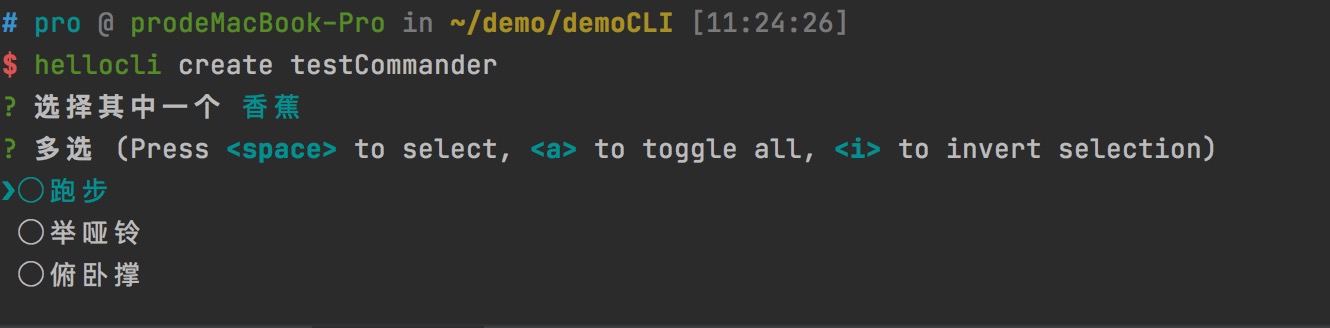 # pro @ prodeMacBook-Pro in ~/demo/demoCLI [11:24:26]
$ hellocli create testCommander
? 选择其中一个 香蕉
? 多选 (Press <space> to select, <a> to toggle all, <i> to invert selection)
❯◯跑步
◯举哑铃
◯俯卧撑